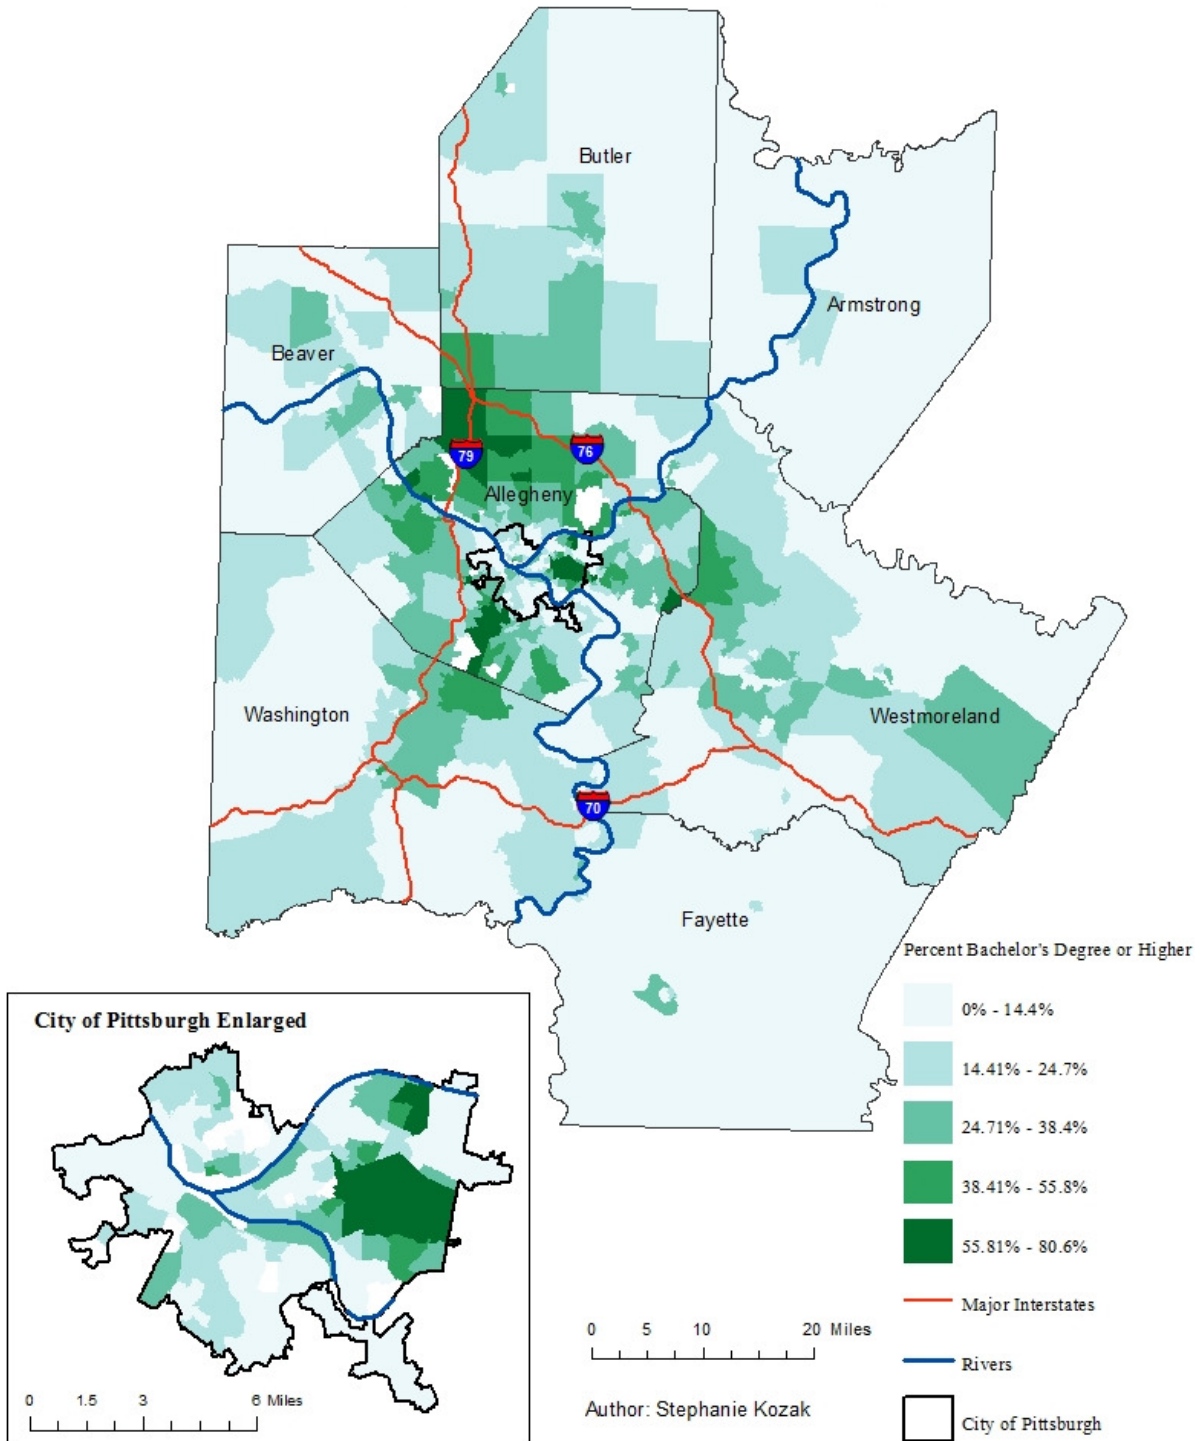 Butler
Armstrong
Beaver
79
76
Allegheny
Washington
Westmoreland
70
Fayette
Percent Bachelor's Degree or Higher
0% - 14.4%
14.41% - 24.7%
24.71% - 38.4%
38.41% - 55.8%
55.81% - 80.6%
Major Interstates
Rivers
City of Pittsburgh
City of Pittsburgh Enlarged
0 1.5 3 6 Miles
0 5 10 20 Miles
Author: Stephanie Kozak